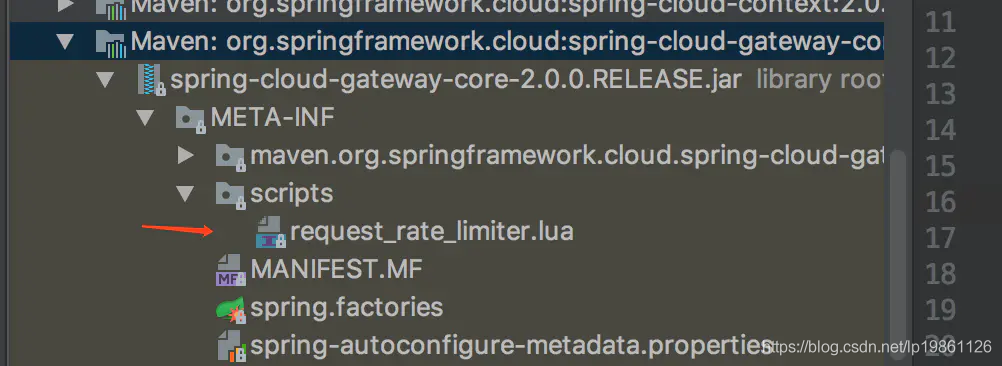 Maven: org.springframework.cloud:spring-cloud-context:2.0.
Maven: org.springframework.cloud:spring-cloud-gateway-co
spring-cloud-gateway-core-2.0.0.RELEASE.jar library roo
META-INF
maven.org.springframework.cloud.spring-cloud-gat
scripts
request_rate_limiter.lua
MANIFEST.MF
MF
spring.factories
spring-autoconfigure-metadata.properties
11
12
13
14
15
16
17
18
19
20
https://blog.csdn.net/lp19861126